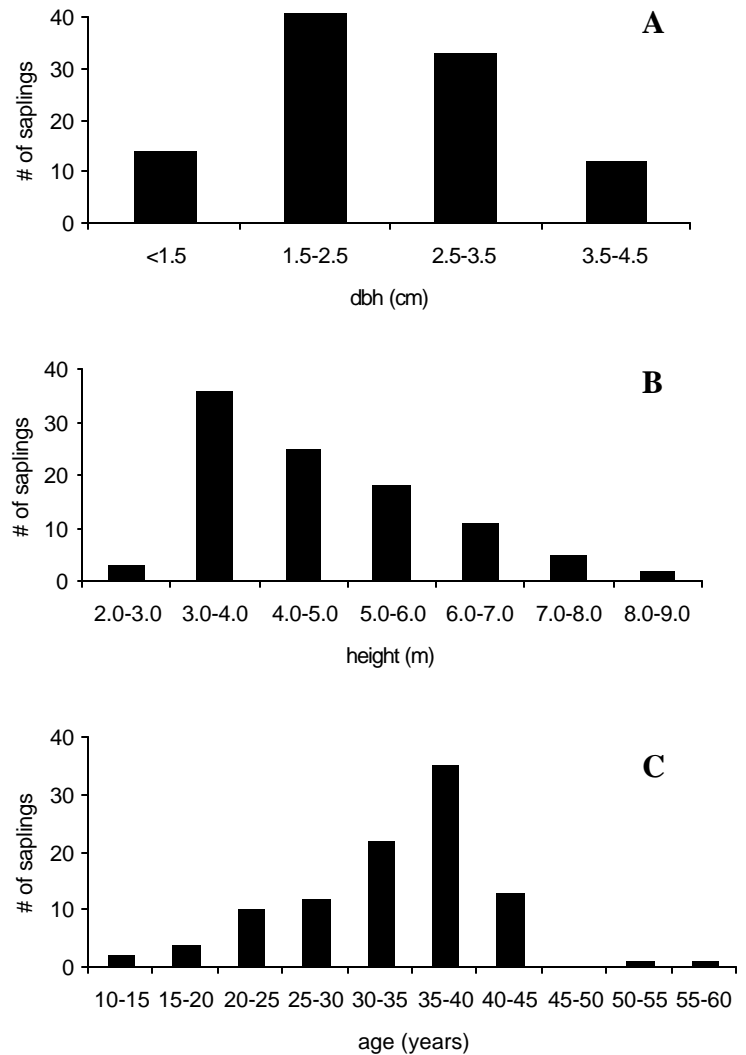 A
# of saplings
40
30
20
10
0
<1.5 1.5-2.5 2.5-3.5 3.5-4.5
dbh (cm)
B
# of saplings
40
30
20
10
0
2.0-3.0 3.0-4.0 4.0-5.0 5.0-6.0 6.0-7.0 7.0-8.0 8.0-9.0
height (m)
C
# of saplings
40
30
20
10
0
10-15 15-20 20-25 25-30 30-35 35-40 40-45 45-50 50-55 55-60
age (years)